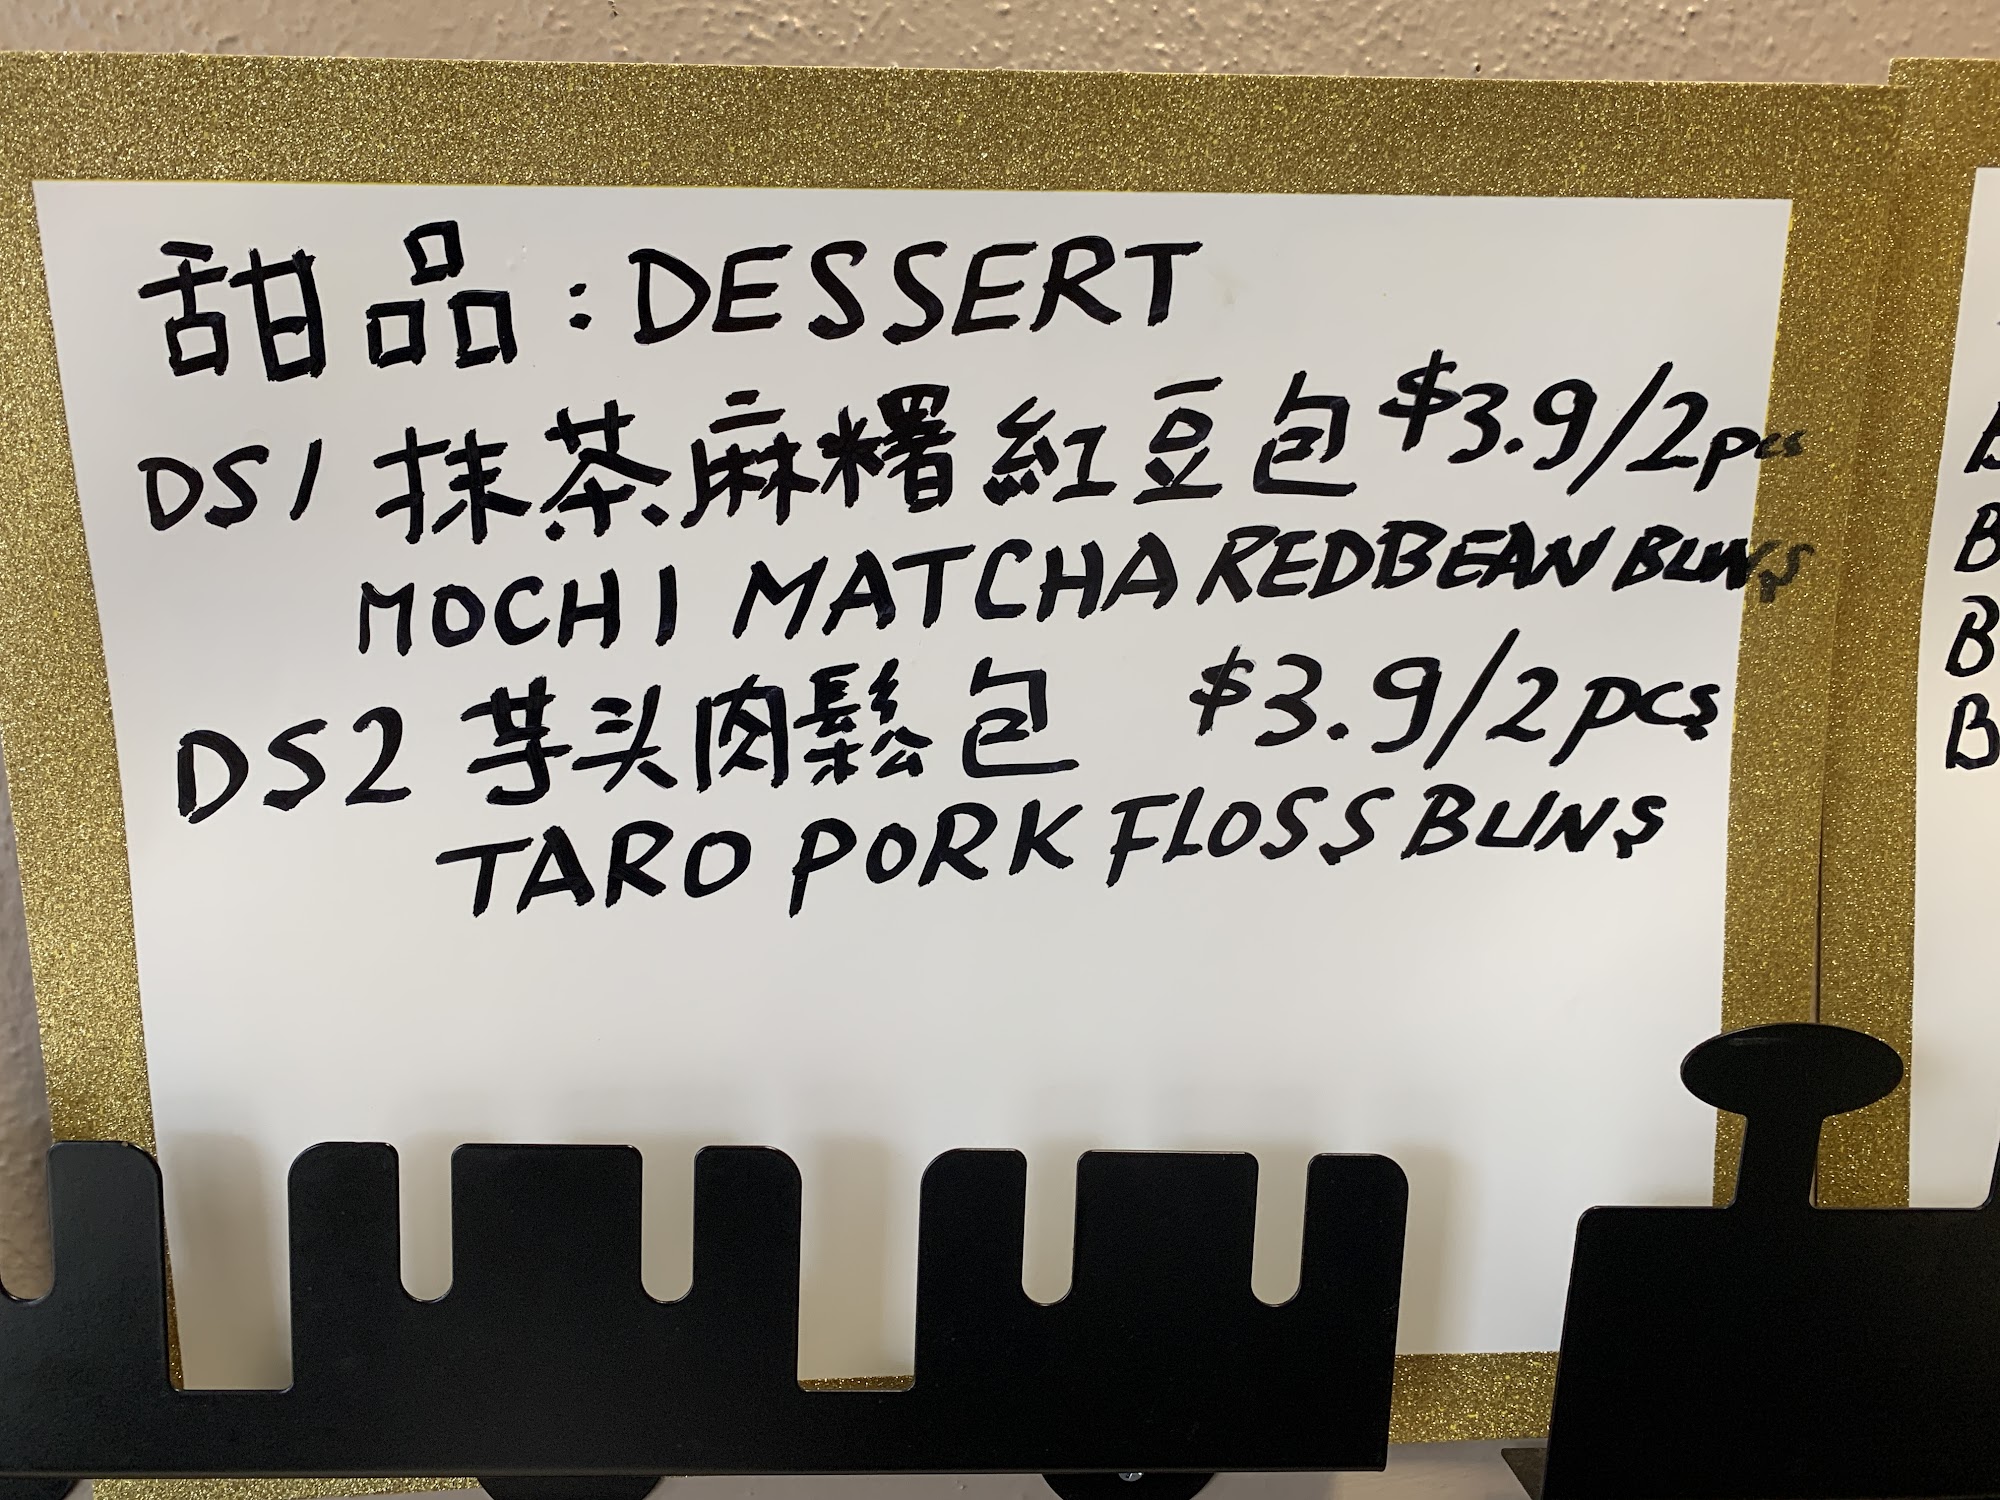 甜品:DESSERT
DS1 抹茶麻糬紅豆包 $3.9/2pcs
MOCHI MATCHA REDBEAN BUNS
DS2 芋头肉鬆包 $3.9/2pcs
TARO PORK FLOSS BUNS
B
B
B
B